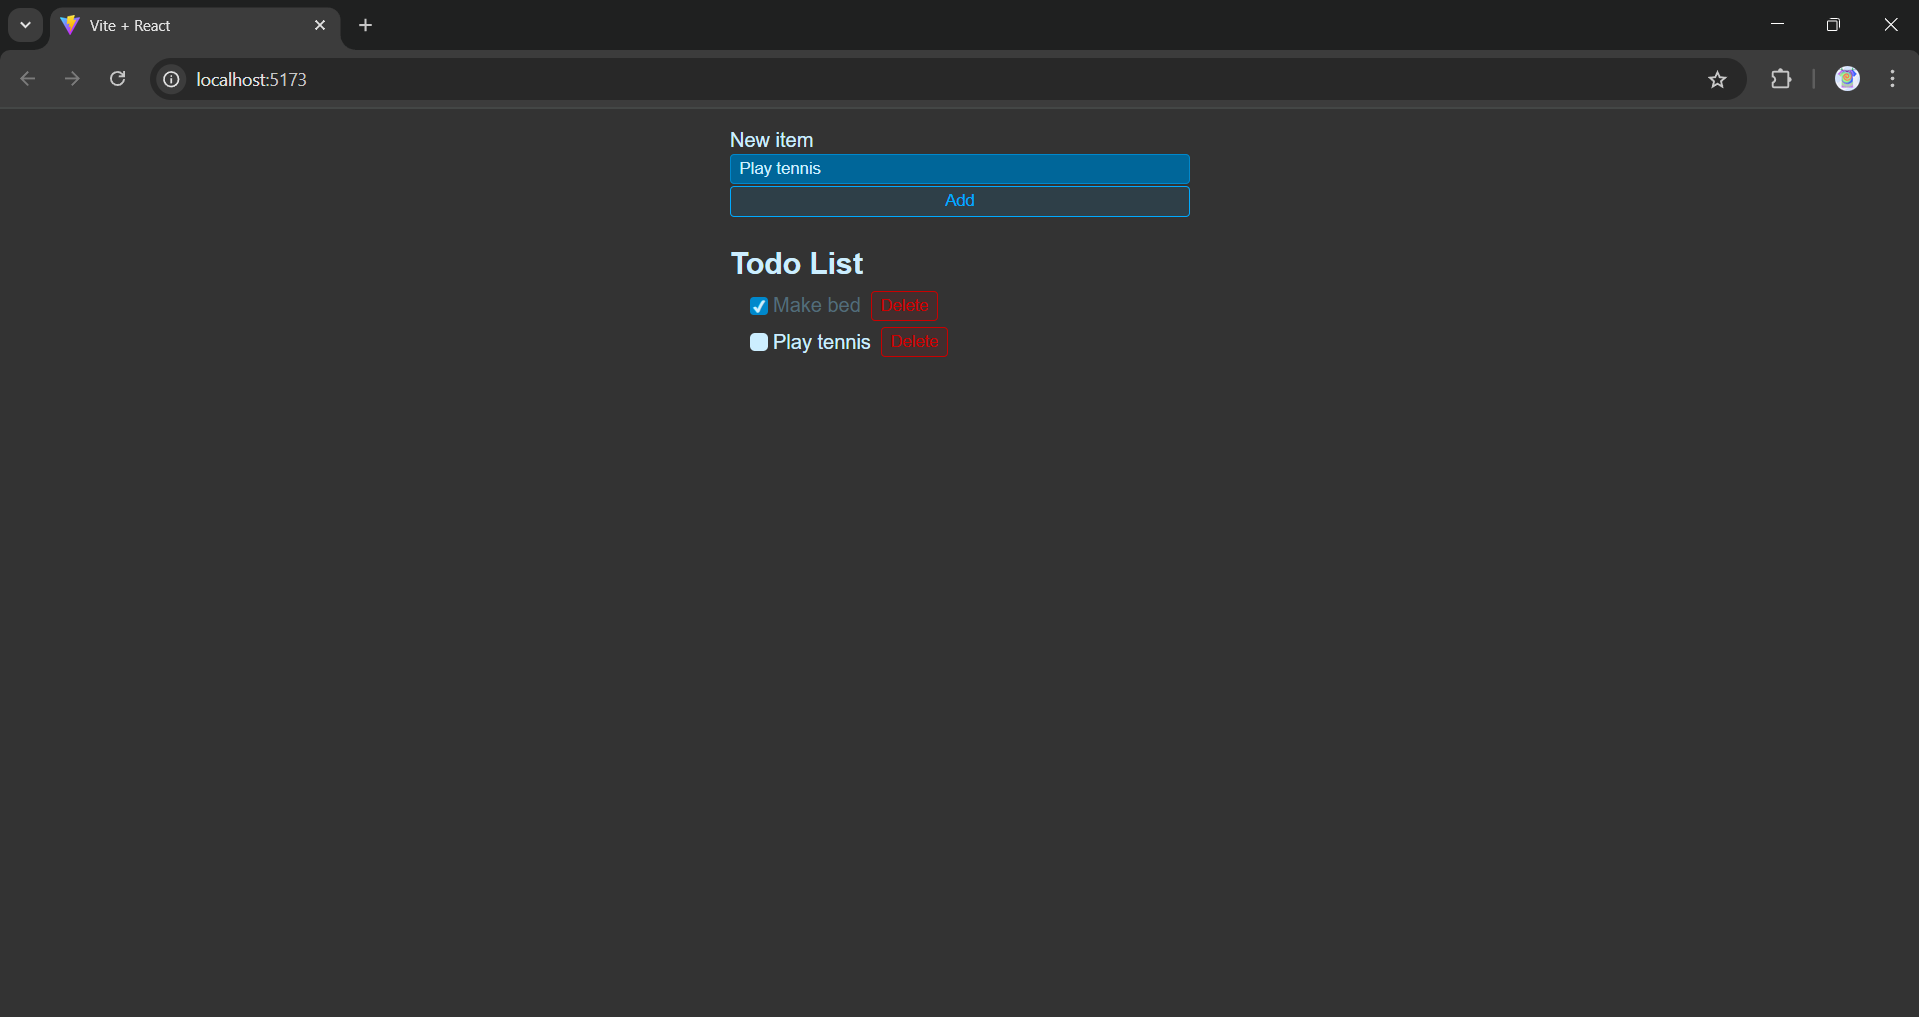 Vite + React
localhost:5173
New item
Play tennis
Add
Todo List
Make bed Delete
Play tennis Delete